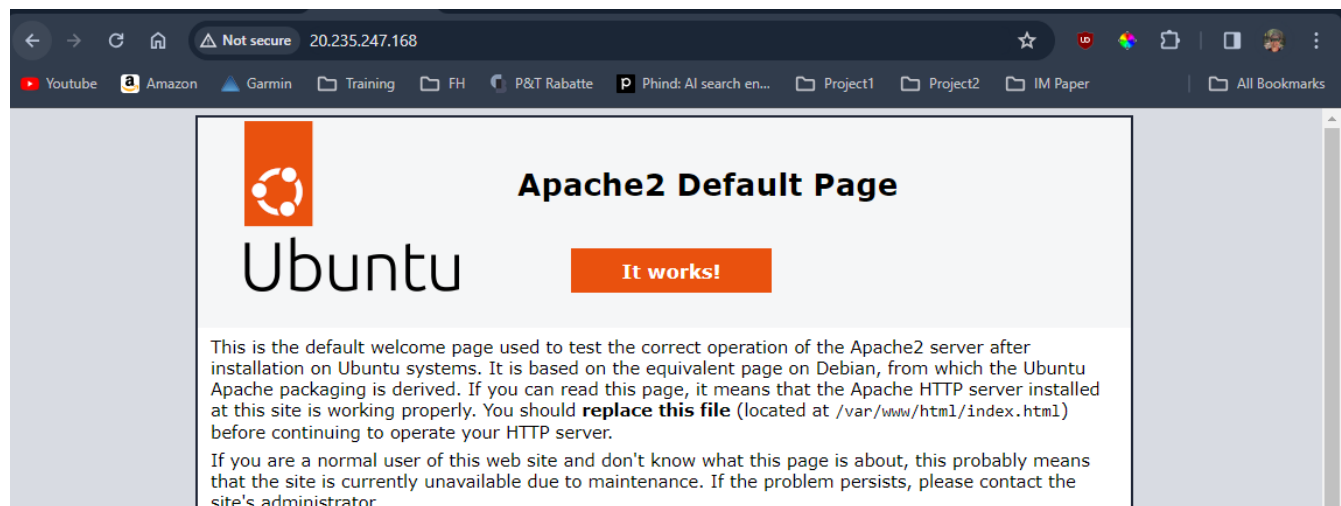 Not secure 20.235.247.168
Youtube Amazon Garmin Training FH P&T Rabatte Phind: AI search en... Project1 Project2 IM Paper All Bookmarks
Apache2 Default Page
Ubuntu
It works!
This is the default welcome page used to test the correct operation of the Apache2 server after
installation on Ubuntu systems. It is based on the equivalent page on Debian, from which the Ubuntu
Apache packaging is derived. If you can read this page, it means that the Apache HTTP server installed
at this site is working properly. You should replace this file (located at /var/www/html/index.html)
before continuing to operate your HTTP server.
If you are a normal user of this web site and don't know what this page is about, this probably means
that the site is currently unavailable due to maintenance. If the problem persists, please contact the
site's administrator.